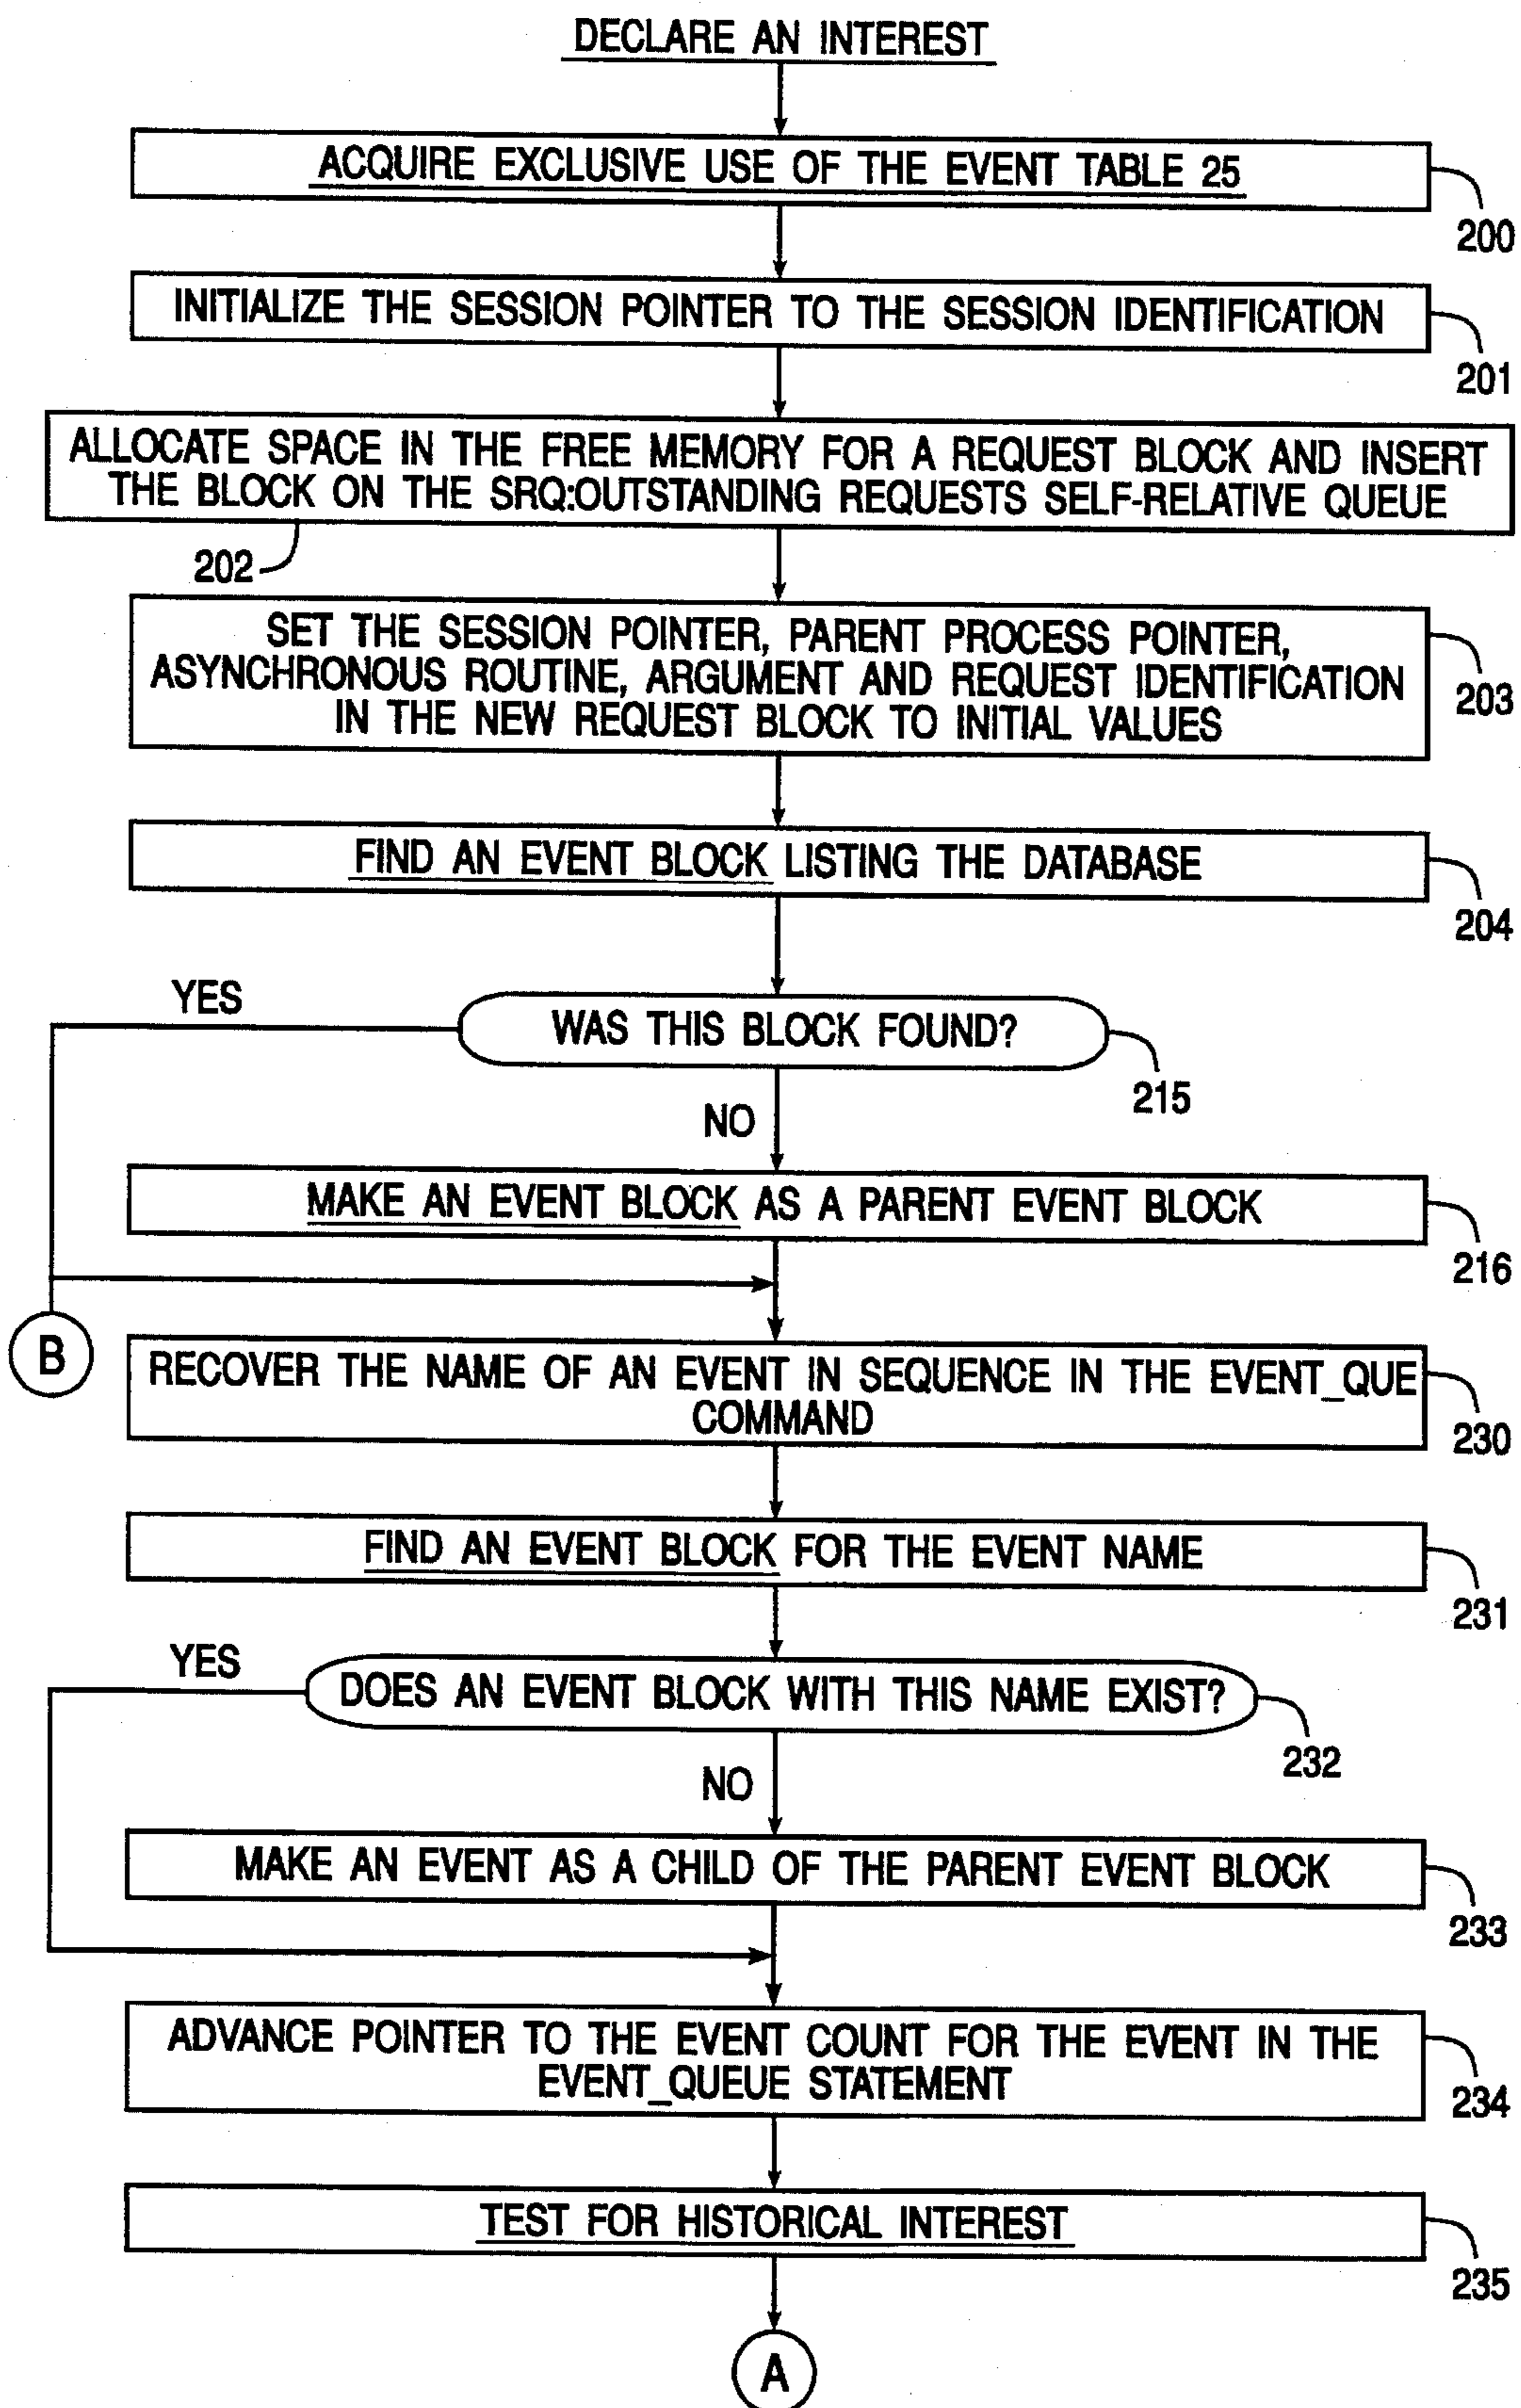 DECLARE AN INTEREST
ACQUIRE EXCLUSIVE USE OF THE EVENT TABLE 25
200
INITIALIZE THE SESSION POINTER TO THE SESSION IDENTIFICATION
201
ALLOCATE SPACE IN THE FREE MEMORY FOR A REQUEST BLOCK AND INSERT
THE BLOCK ON THE SRQ:OUTSTANDING REQUESTS SELF-RELATIVE QUEUE
202
SET THE SESSION POINTER, PARENT PROCESS POINTER,
ASYNCHRONOUS ROUTINE, ARGUMENT AND REQUEST IDENTIFICATION
IN THE NEW REQUEST BLOCK TO INITIAL VALUES
203
FIND AN EVENT BLOCK LISTING THE DATABASE
204
YES
WAS THIS BLOCK FOUND?
215
NO
MAKE AN EVENT BLOCK AS A PARENT EVENT BLOCK
216
B
RECOVER THE NAME OF AN EVENT IN SEQUENCE IN THE EVENT_QUE
COMMAND
230
FIND AN EVENT BLOCK FOR THE EVENT NAME
231
YES
DOES AN EVENT BLOCK WITH THIS NAME EXIST?
232
NO
MAKE AN EVENT AS A CHILD OF THE PARENT EVENT BLOCK
233
ADVANCE POINTER TO THE EVENT COUNT FOR THE EVENT IN THE
EVENT_QUEUE STATEMENT
234
TEST FOR HISTORICAL INTEREST
235
A